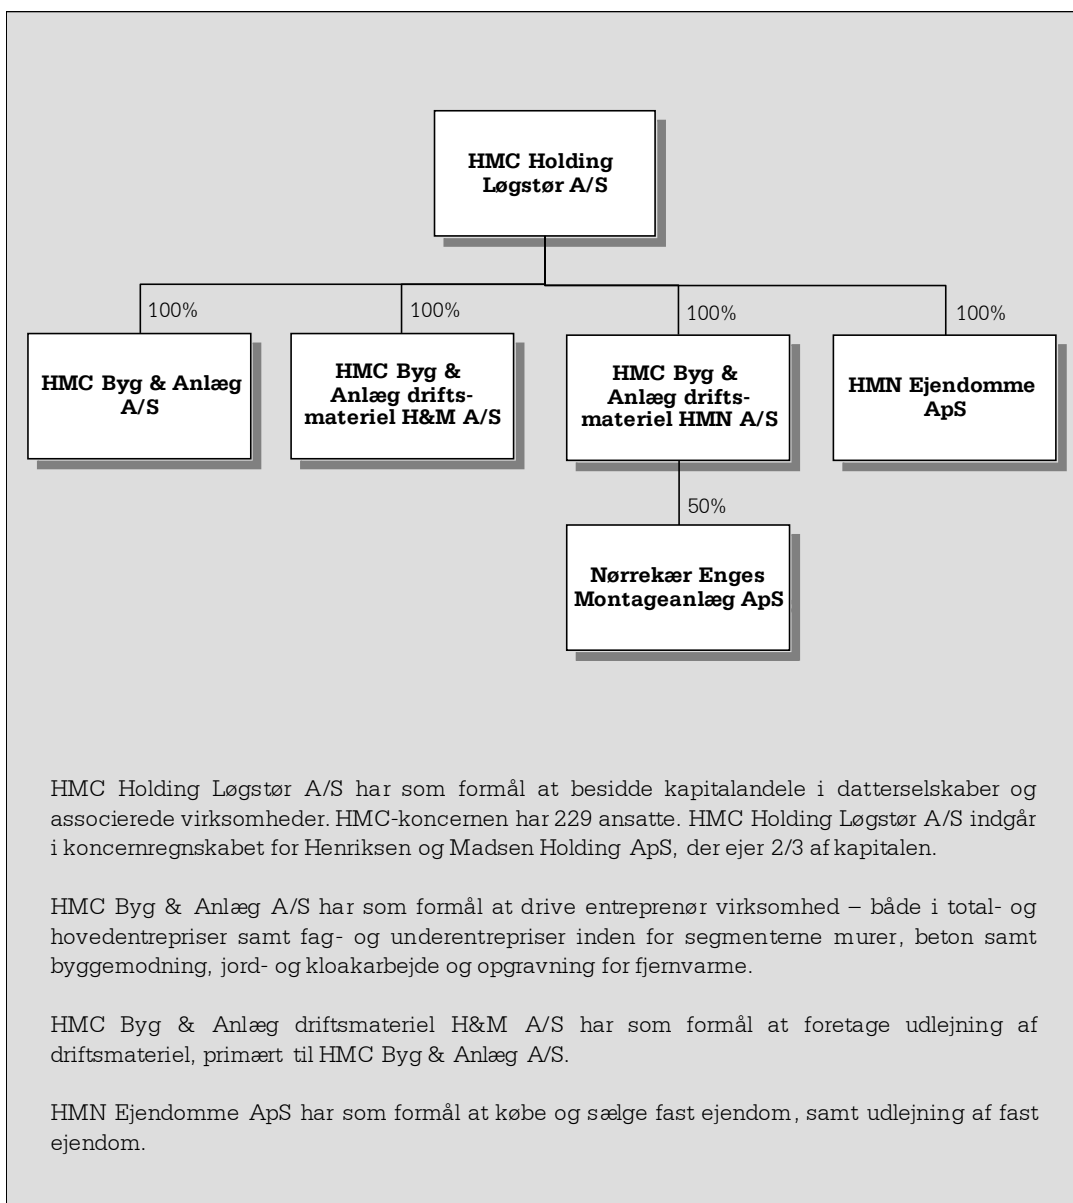 HMC Holding
Løgstør A/S
100%
100%
100%
100%
HMC Byg & Anlæg
A/S
HMC Byg &
Anlæg drifts-
materiel H&M A/S
HMC Byg &
Anlæg drifts-
materiel HMN A/S
HMN Ejendomme
ApS
50%
Nørrekær Enges
Montageanlæg ApS
HMC Holding Løgstør A/S har som formål at besidde kapitalandele i datterselskaber og
associerede virksomheder. HMC-koncernen har 229 ansatte. HMC Holding Løgstør A/S indgår
i koncernregnskabet for Henriksen og Madsen Holding ApS, der ejer 2/3 af kapitalen.
HMC Byg & Anlæg A/S har som formål at drive entreprenør virksomhed – både i total- og
hovedentrepriser samt fag- og underentrepriser inden for segmenterne murer, beton samt
byggemodning, jord- og kloakarbejde og opgravning for fjernvarme.
HMC Byg & Anlæg driftsmateriel H&M A/S har som formål at foretage udlejning af
driftsmateriel, primært til HMC Byg & Anlæg A/S.
HMN Ejendomme ApS har som formål at købe og sælge fast ejendom, samt udlejning af fast
ejendom.